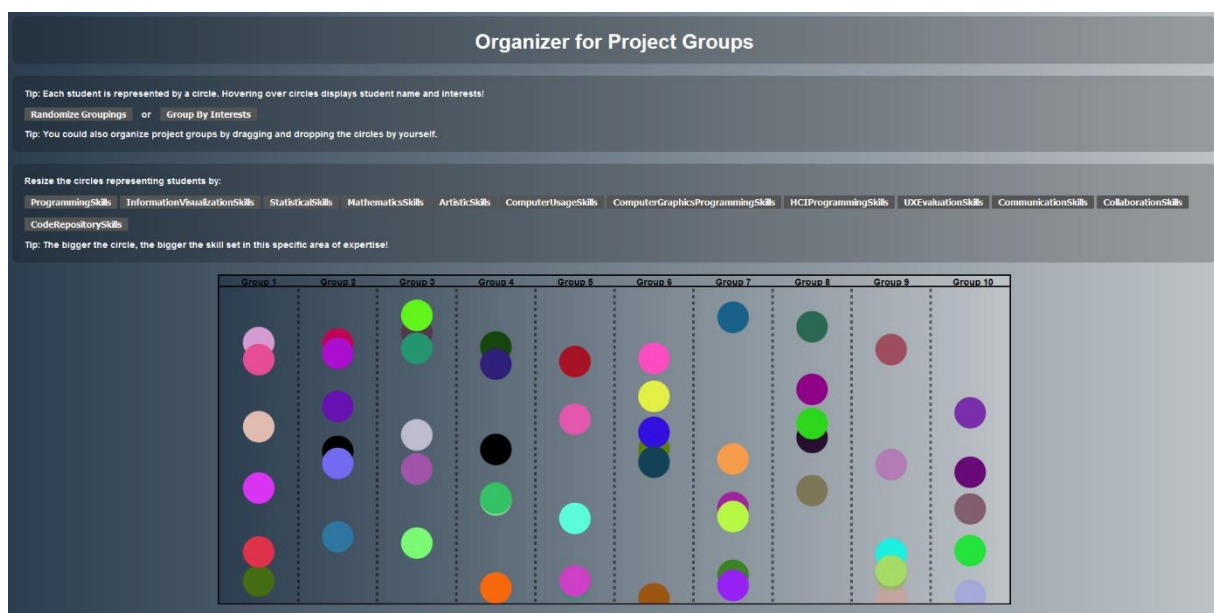 Organizer for Project Groups
Tip: Each student is represented by a circle. Hovering over circles displays student name and interests!
Randomize Groupings or Group By Interests
Tip: You could also organize project groups by dragging and dropping the circles by yourself.
Resize the circles representing students by:
ProgrammingSkills InformationVisualizationSkills StatisticalSkills MathematicsSkills ArtisticSkills ComputerUsageSkills ComputerGraphicsProgrammingSkills HCIProgrammingSkills UXEvaluationSkills CommunicationSkills CollaborationSkills
CodeRepositorySkills
Tip: The bigger the circle, the bigger the skill set in this specific area of expertise!
Group 1 Group 2 Group 3 Group 4 Group 5 Group 6 Group 7 Group 8 Group 9 Group 10